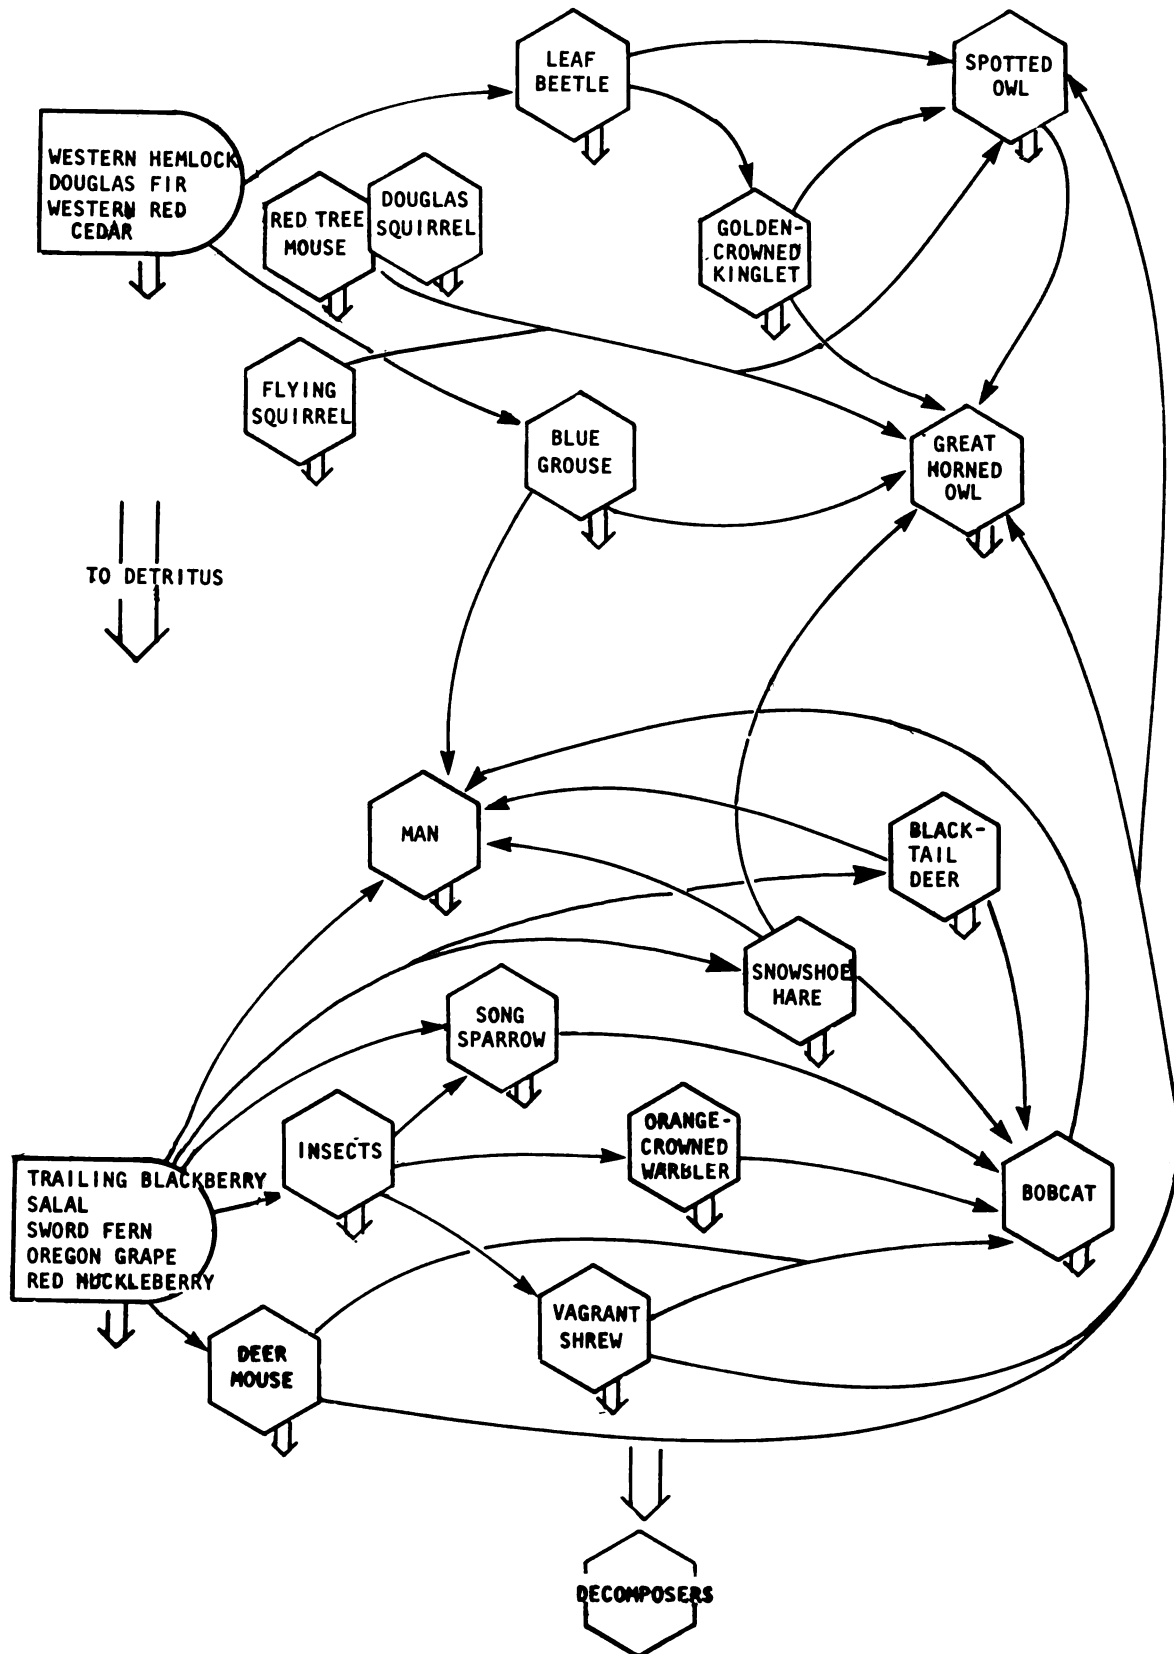 LEAF
BEETLE
SPOTTED
OWL
WESTERN HEMLOCK
DOUGLAS FIR
WESTERN RED
CEDAR
RED TREE
MOUSE
DOUGLAS
SQUIRREL
GOLDEN-
CROWNED
KINGLET
FLYING
SQUIRREL
BLUE
GROUSE
GREAT
HORNED
OWL
TO DETRITUS
MAN
BLACK-
TAIL
DEER
SNOWSHOE
HARE
SONG
SPARROW
INSECTS
ORANGE-
CROWNED
WARBLER
BOBCAT
TRAILING BLACKBERRY
SALAL
SWORD FERN
OREGON GRAPE
RED HUCKLEBERRY
VAGRANT
SHREW
DEER
MOUSE
DECOMPOSERS